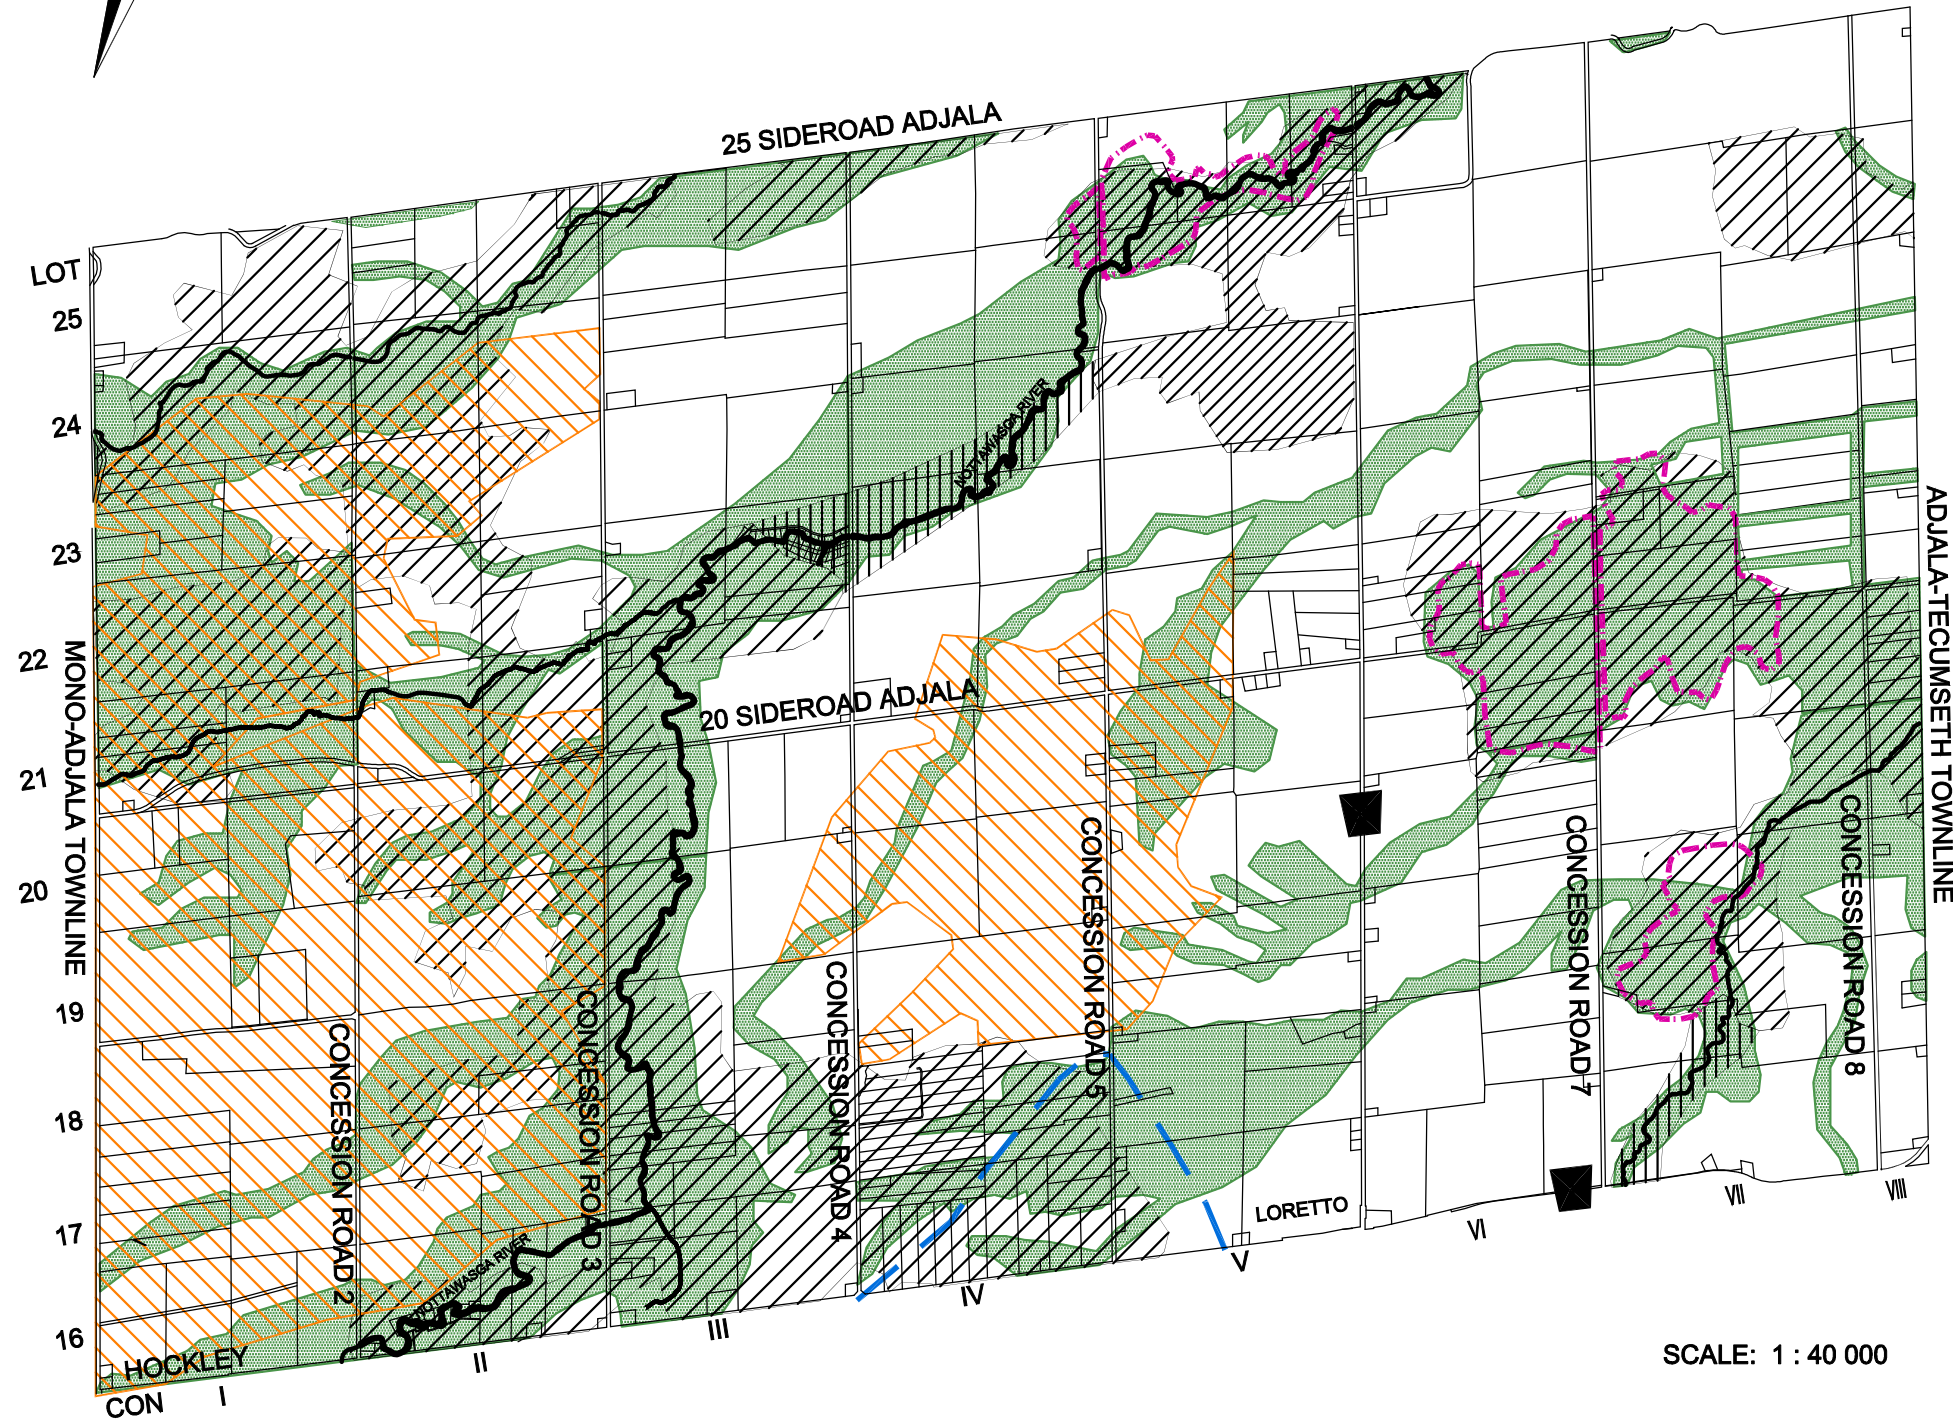 25 SIDEROAD ADJALA
LOT
25
24
23
22
21
20
19
18
17
16
MONO-ADJALA TOWNLINE
NOTTAWASGA RIVER
20 SIDEROAD ADJALA
ADJALA-TECUMSETH TOWNLINE
CONCESSION ROAD 2
CONCESSION ROAD 3
CONCESSION ROAD 4
CONCESSION ROAD 5
CONCESSION ROAD 7
CONCESSION ROAD 8
NOTTAWASGA RIVER
LORETTO
HOCKLEY
CON
I
II
III
IV
V
VI
VII
VIII
SCALE: 1 : 40 000